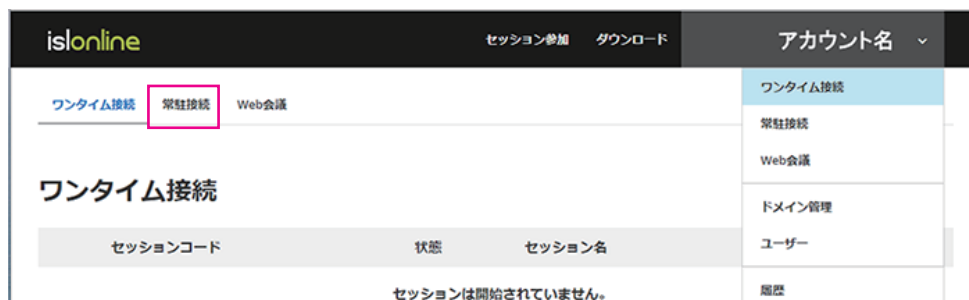 islonline セッション参加 ダウンロード アカウント名
ワンタイム接続 常駐接続 Web会議
ワンタイム接続
常駐接続
Web会議
ドメイン管理
ユーザー
履歴
ワンタイム接続
セッションコード 状態 セッション名
セッションは開始されていません。